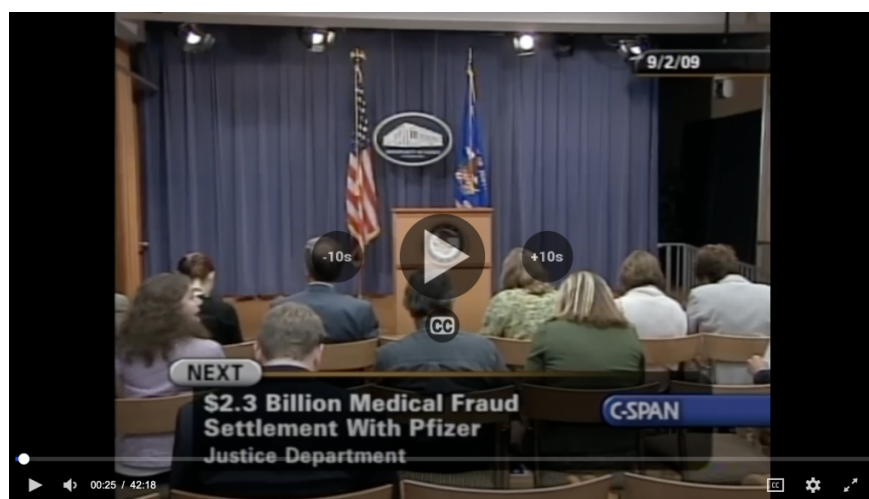 9/2/09
-10s
+10s
CC
NEXT
$2.3 Billion Medical Fraud
Settlement With Pfizer
C-SPAN
Justice Department
00:25 / 42:18
CC